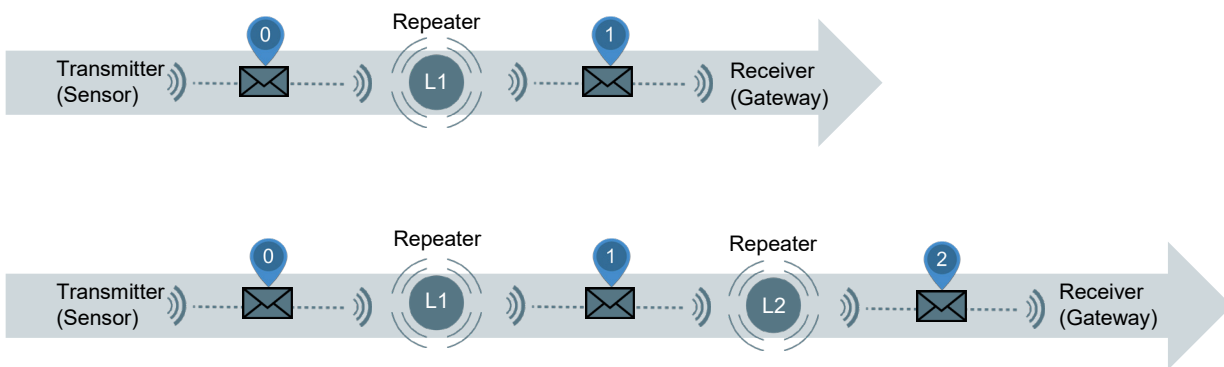 Repeater
0
1
Transmitter
(Sensor)
L1
Receiver
(Gateway)
Repeater
Repeater
0
1
2
Transmitter
(Sensor)
L1
L2
Receiver
(Gateway)